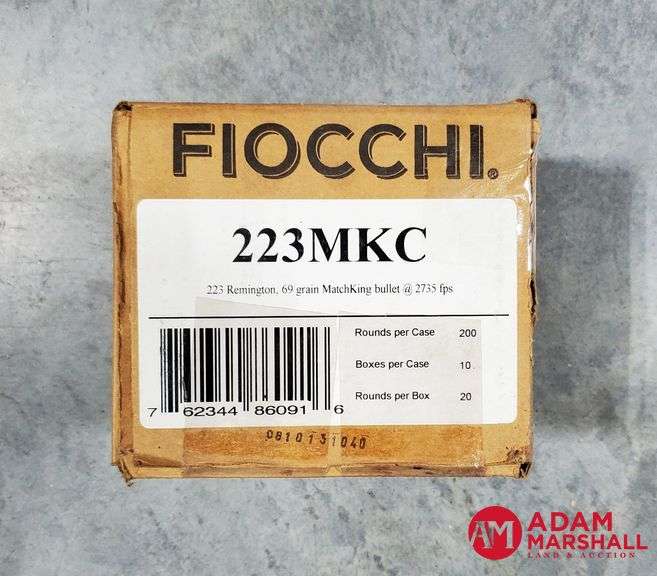 FIOCCHI®
223MKC
223 Remington, 69 grain MatchKing bullet @ 2735 fps
Rounds per Case 200
Boxes per Case 10
Rounds per Box 20
7 62344 86091 6
0810131040
AM ADAM
MARSHALL
LAND & AUCTION